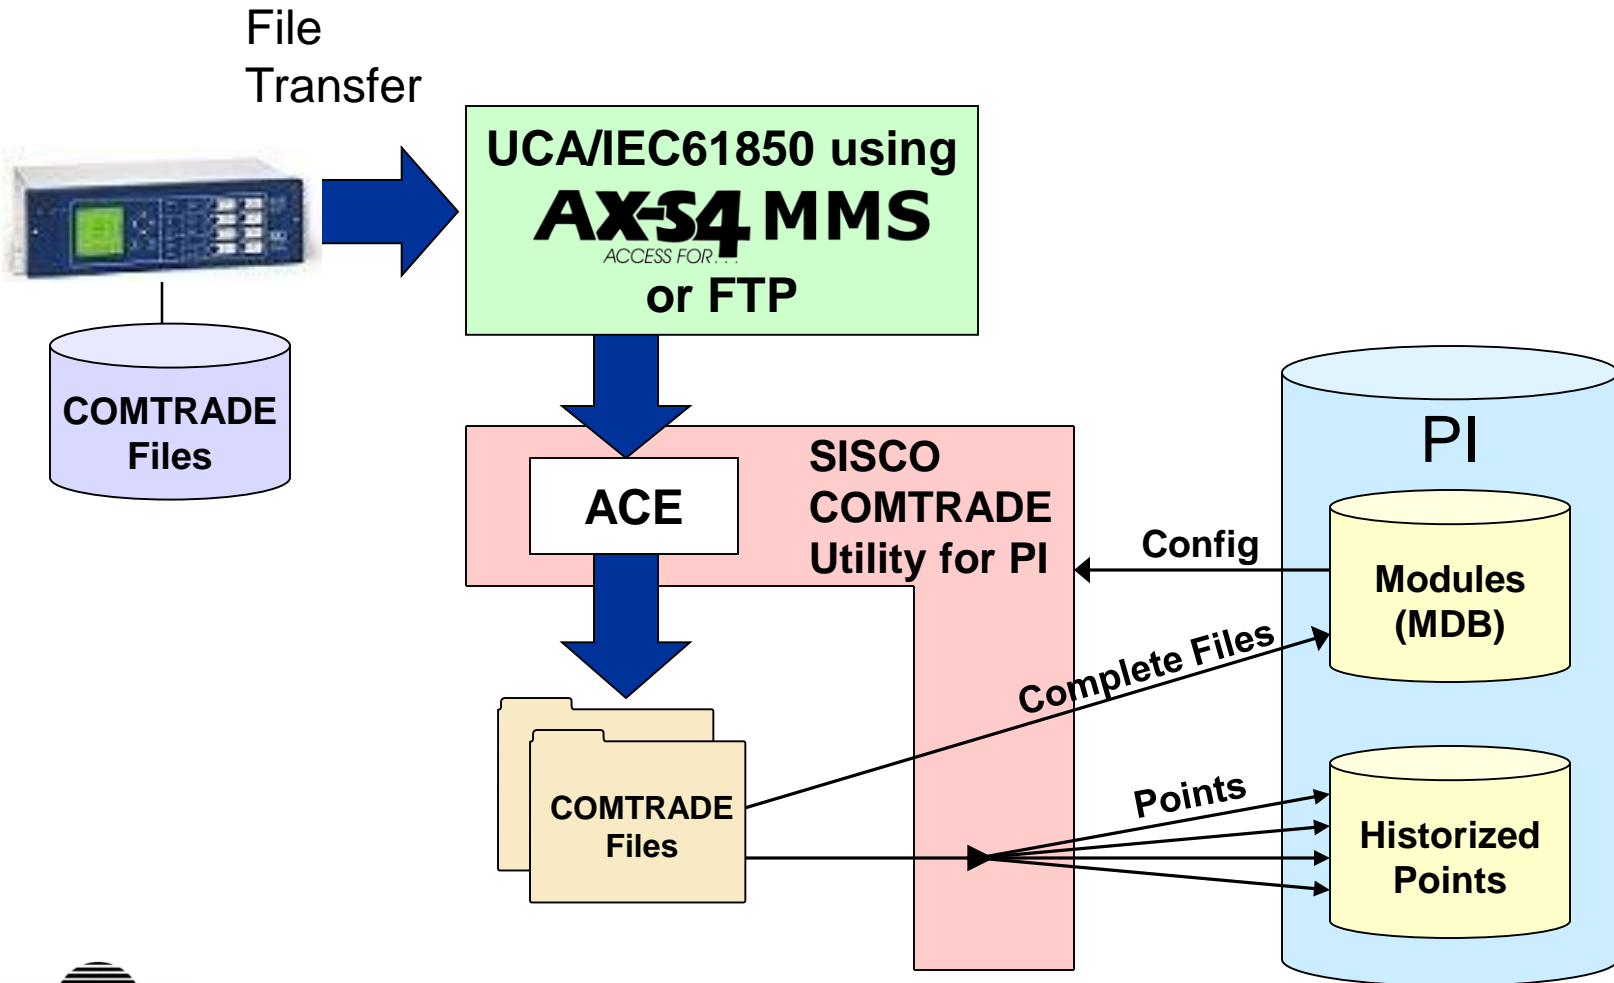 File
Transfer
UCA/IEC61850 using
AX-S4 MMS
ACCESS FOR...
or FTP
COMTRADE
Files
SISCO
COMTRADE
Utility for PI
ACE
PI
Config
Modules
(MDB)
Complete Files
Points
COMTRADE
Files
Historized
Points